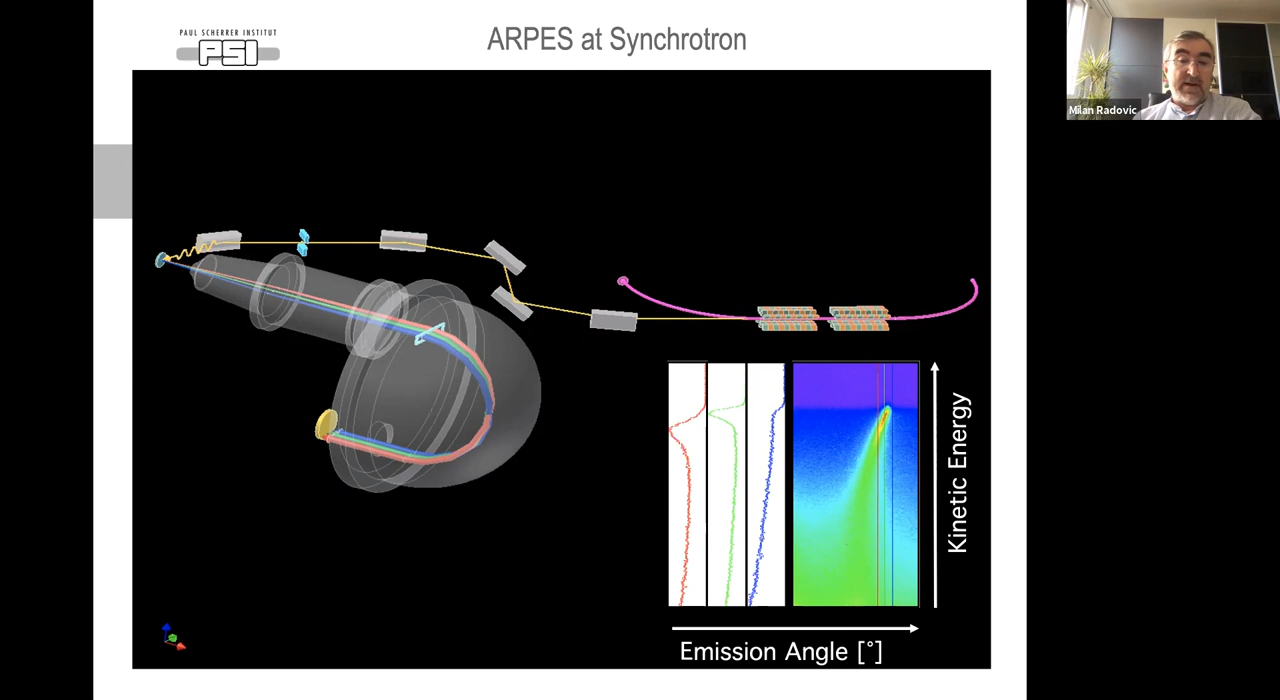 PAUL SCHERRER INSTITUT
PSI
ARPES at Synchrotron
Milan Radovic
Kinetic Energy
Emission Angle [°]